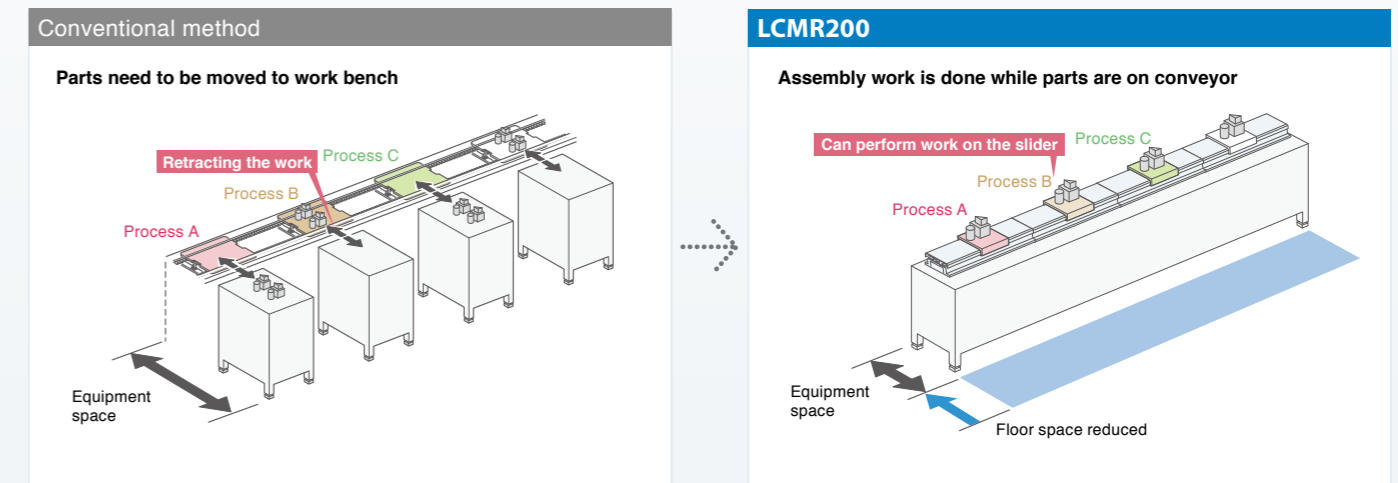 Conventional method
Parts need to be moved to work bench
Retracting the work
Process C
Process B
Process A
Equipment
space
LCMR200
Assembly work is done while parts are on conveyor
Can perform work on the slider
Process C
Process B
Process A
Equipment
space
Floor space reduced